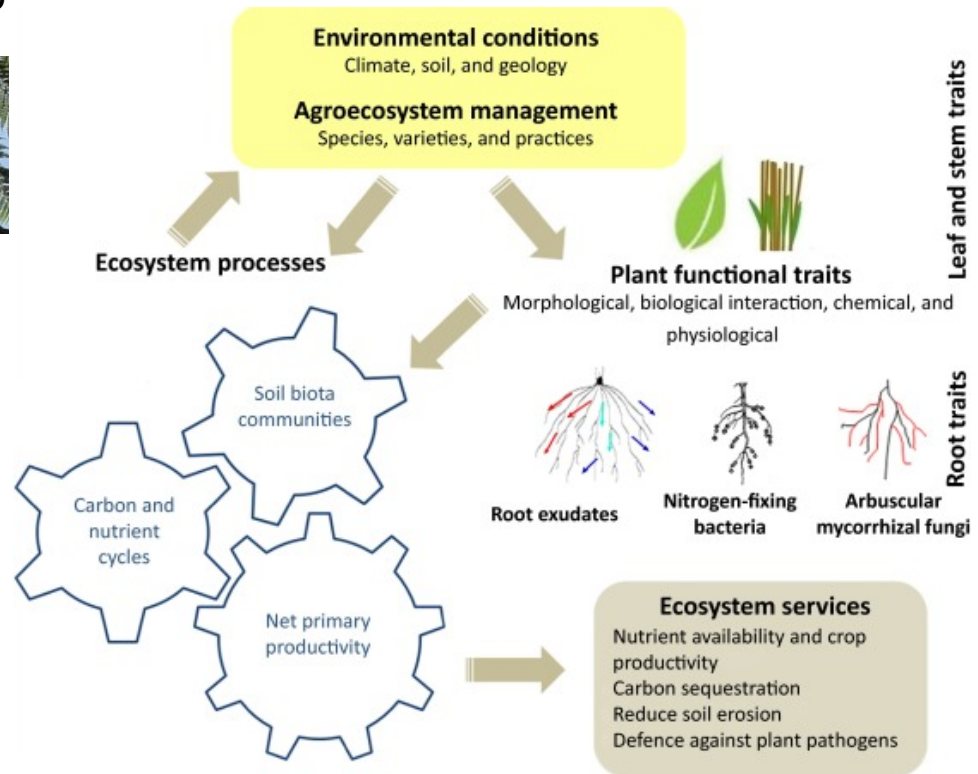 Environmental conditions
Climate, soil, and geology
Agroecosystem management
Species, varieties, and practices
Leaf and stem traits
Ecosystem processes
Plant functional traits
Morphological, biological interaction, chemical, and
physiological
Soil biota
communities
Root traits
Carbon and
nutrient
cycles
Root exudates
Nitrogen-fixing
bacteria
Arbuscular
mycorrhizal fungi
Net primary
productivity
Ecosystem services
Nutrient availability and crop
productivity
Carbon sequestration
Reduce soil erosion
Defence against plant pathogens